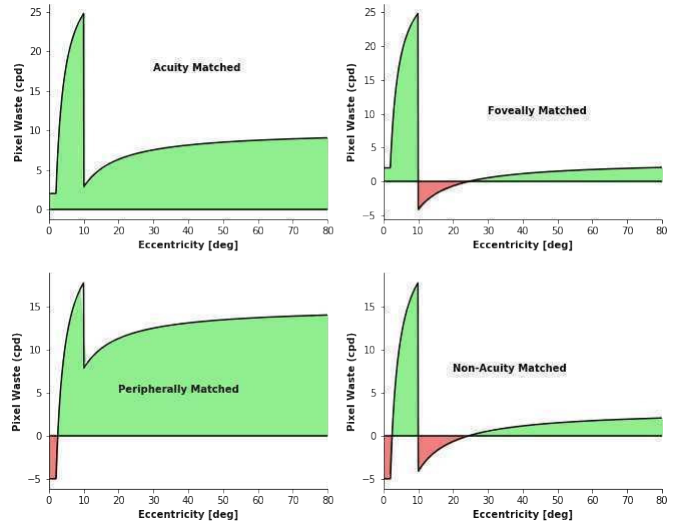 25
20
15
10
5
0
Pixel Waste (cpd)
Acuity Matched
0 10 20 30 40 50 60 70 80
Eccentricity [deg]
25
20
15
10
5
0
−5
Pixel Waste (cpd)
Foveally Matched
0 10 20 30 40 50 60 70 80
Eccentricity [deg]
15
10
5
0
−5
Pixel Waste (cpd)
Peripherally Matched
0 10 20 30 40 50 60 70 80
Eccentricity [deg]
15
10
5
0
−5
Pixel Waste (cpd)
Non-Acuity Matched
0 10 20 30 40 50 60 70 80
Eccentricity [deg]